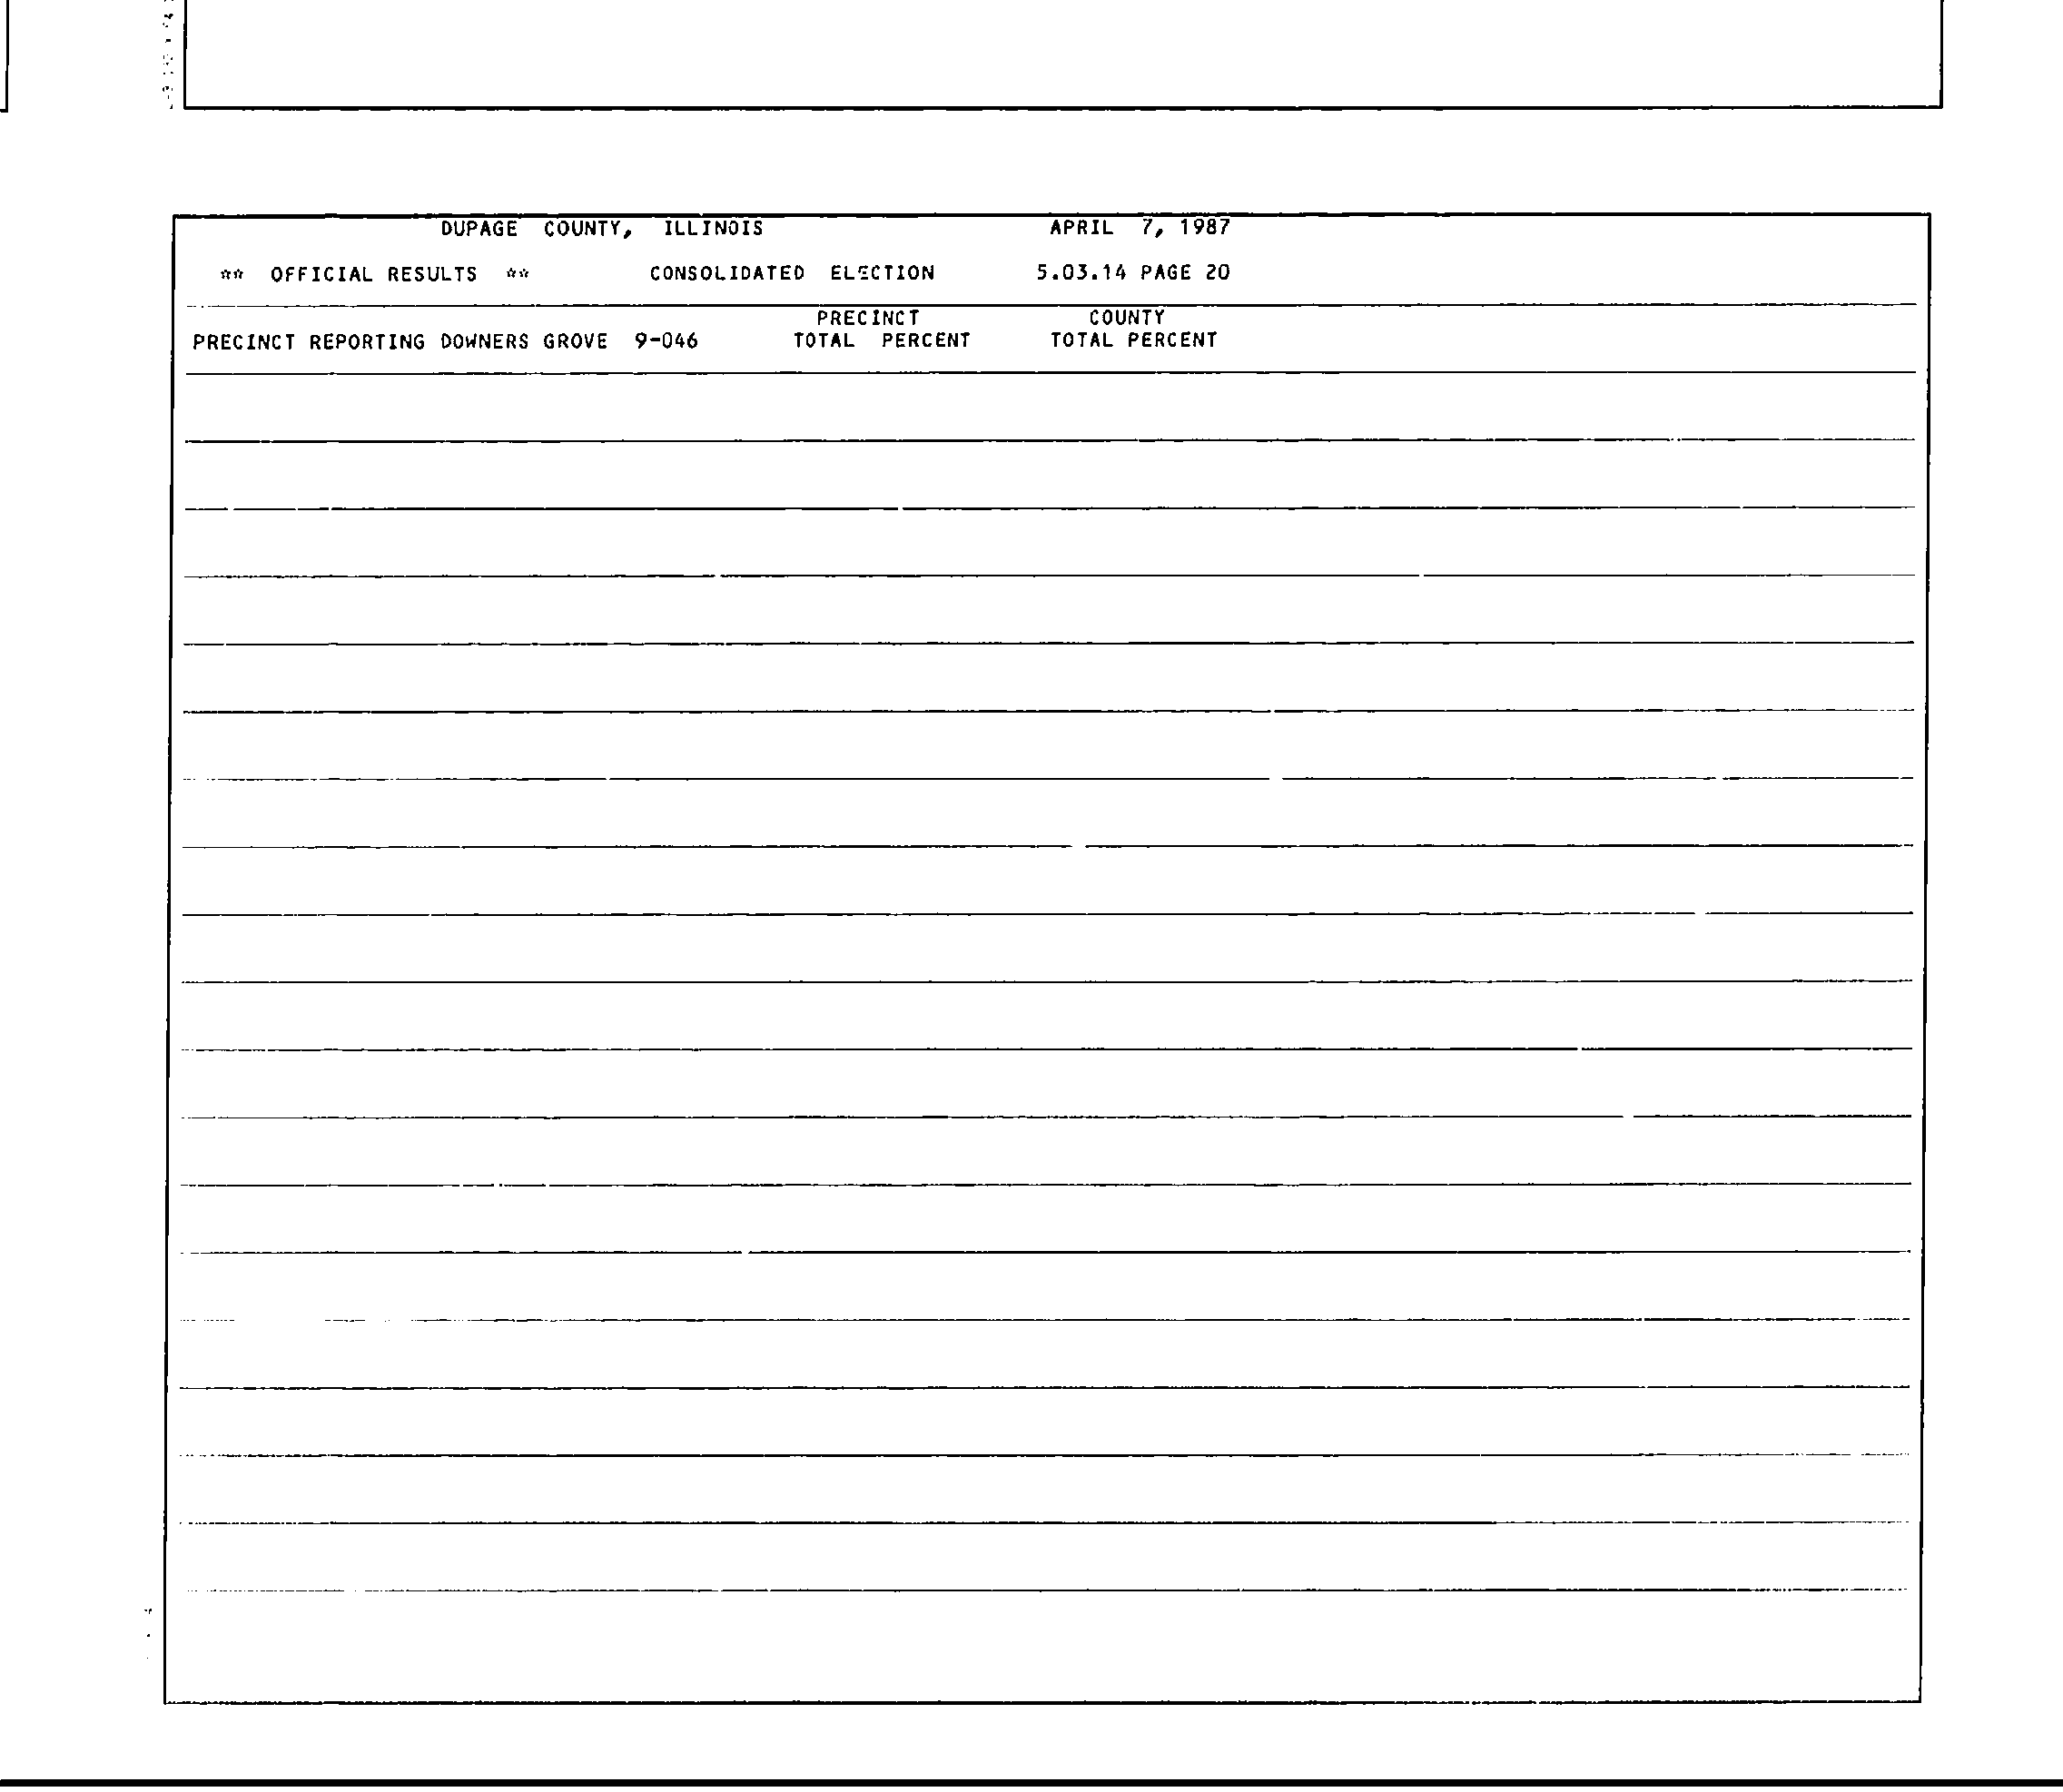 DUPAGE COUNTY, ILLINOIS APRIL 7, 1987
** OFFICIAL RESULTS ** CONSOLIDATED ELECTION 5.03.14 PAGE 20
PRECINCT COUNTY
PRECINCT REPORTING DOWNERS GROVE 9-046 TOTAL PERCENT TOTAL PERCENT